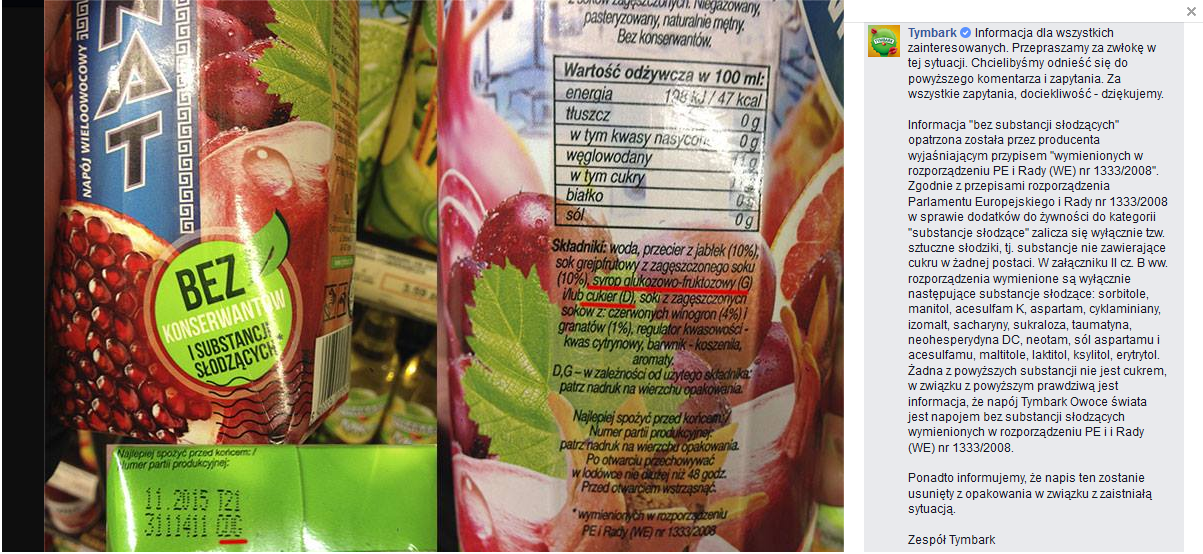 NAPÓJ WIELOOWOCOWY
BEZ
KONSERWANTÓW
I SUBSTANCJI
SŁODZĄCYCH*
Najlepiej spożyć przed końcem: /
Numer partii produkcyjnej:
11.2015 T21
z soków zagęszczonych. Niegazowany,
pasteryzowany, naturalnie mętny.
Bez konserwantów.
Wartość odżywcza w 100 ml:
energia 198 kJ / 47 kcal
tłuszcz 0 g
w tym kwasy nasycone 0 g
węglowodany 11 g
w tym cukry
białko
sól 0 g
Składniki: woda, przecier z jabłek (10%),
sok grejpfrutowy z zagęszczonego soku
(10%), syrop glukozowo-fruktozowy (G)
i/lub cukier (D), soki z zagęszczonych
soków z: czerwonych winogron (4%) i
granatów (1%), regulator kwasowości -
kwas cytrynowy, barwnik - koszenila,
aromaty.
D,G – w zależności od użytego składnika:
patrz nadruk na wierzchu opakowania.
Najlepiej spożyć przed końcem: /
Numer partii produkcyjnej:
patrz nadruk na wierzchu opakowania.
Po otwarciu przechowywać
w lodówce nie dłużej niż 48 godz.
Przed otwarciem wstrząsnąć.
* wymienionych w rozporządzeniu
PE i Rady (WE) nr 1333/2008
Tymbark Informacja dla wszystkich
zainteresowanych. Przepraszamy za zwłokę w
tej sytuacji. Chcielibyśmy odnieść się do
powyższego komentarza i zapytania. Za
wszystkie zapytania, dociekliwość - dziękujemy.
Informacja "bez substancji słodzących"
opatrzona została przez producenta
wyjaśniającym przypisem "wymienionych w
rozporządzeniu PE i Rady (WE) nr 1333/2008".
Zgodnie z przepisami rozporządzenia
Parlamentu Europejskiego i Rady nr 1333/2008
w sprawie dodatków do żywności do kategorii
"substancje słodzące" zalicza się wyłącznie tzw.
sztuczne słodziki, tj. substancje nie zawierające
cukru w żadnej postaci. W załączniku II cz. B ww.
rozporządzenia wymienione są wyłącznie
następujące substancje słodzące: sorbitole,
manitol, acesulfam K, aspartam, cyklaminiany,
izomalt, sacharyny, sukraloza, taumatyna,
neohesperydyna DC, neotam, sól aspartamu i
acesulfamu, maltitole, laktitol, ksylitol, erytrytol.
Żadna z powyższych substancji nie jest cukrem,
w związku z powyższym prawdziwą jest
informacja, że napój Tymbark Owoce świata
jest napojem bez substancji słodzących
wymienionych w rozporządzeniu PE i i Rady
(WE) nr 1333/2008.
Ponadto informujemy, że napis ten zostanie
usunięty z opakowania w związku z zaistniałą
sytuacją.
Zespół Tymbark